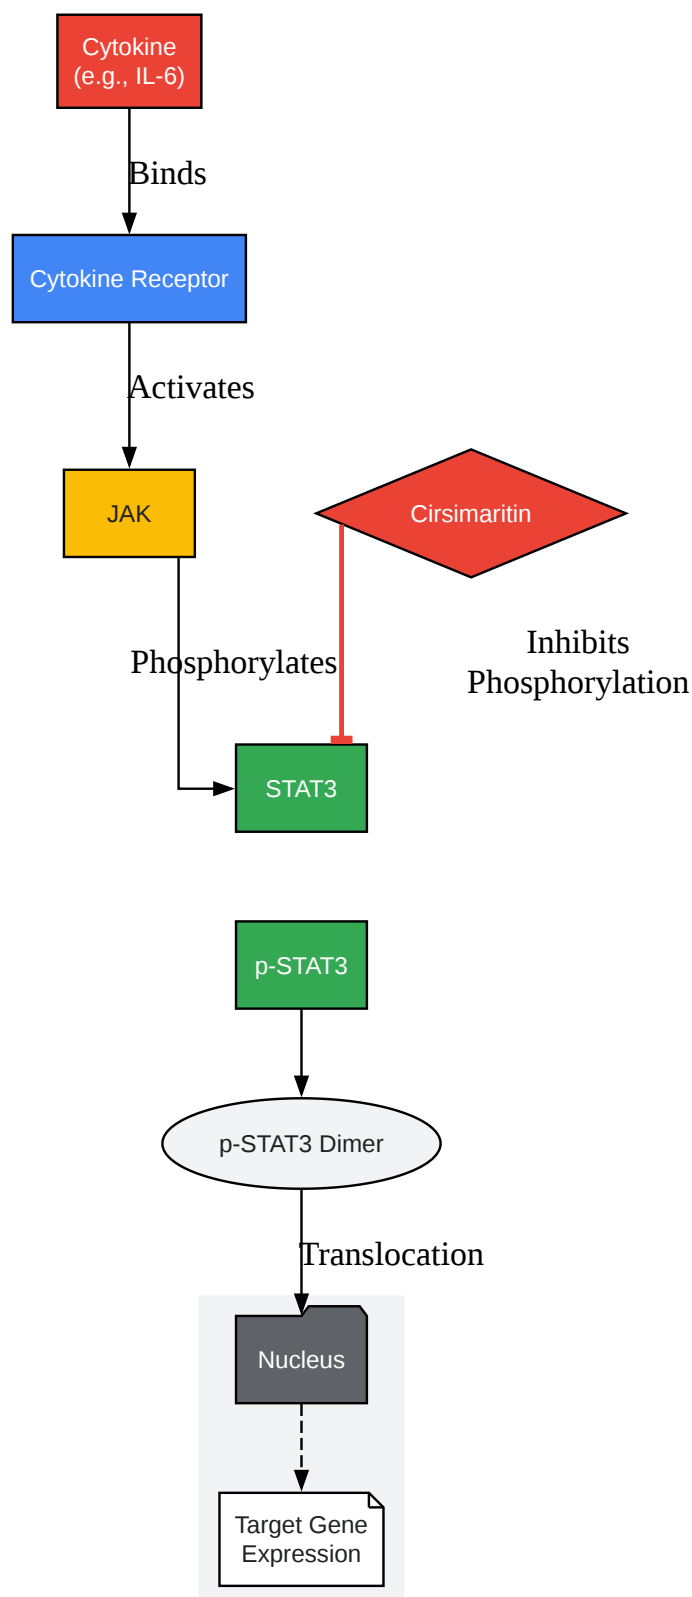 Cytokine
(e.g., IL-6)
Binds
Cytokine Receptor
Activates
JAK
Cirsimaritin
Phosphorylates
Inhibits
Phosphorylation
STAT3
p-STAT3
p-STAT3 Dimer
Translocation
Nucleus
Target Gene
Expression